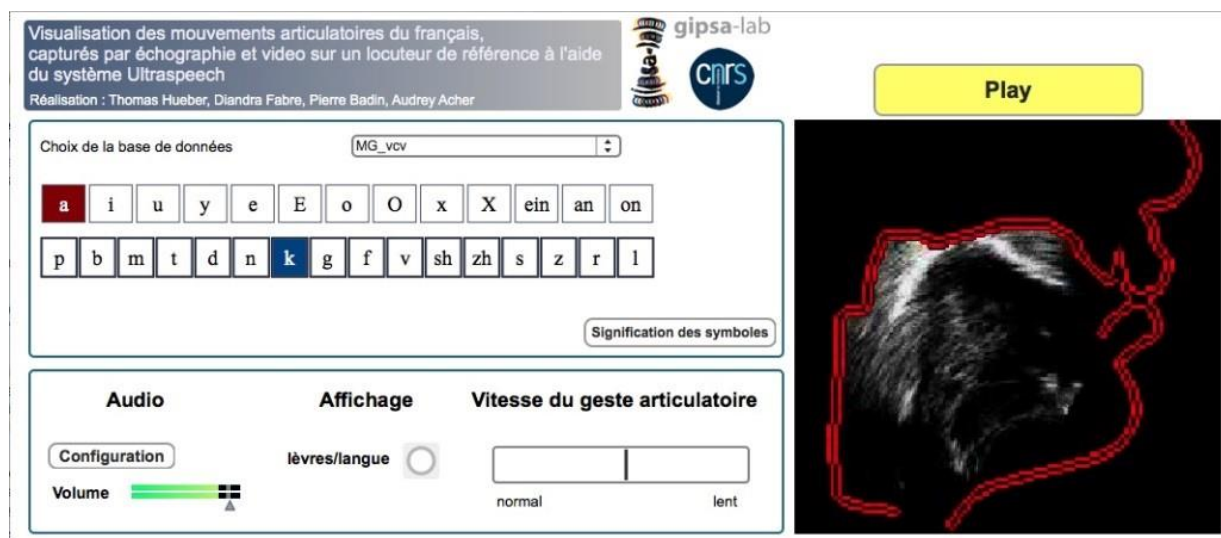 Visualisation des mouvements articulatoires du français,
capturés par échographie et video sur un locuteur de référence à l'aide
du système Ultraspeech
Réalisation : Thomas Hueber, Diandra Fabre, Pierre Badin, Audrey Acher
gipsa-lab
cnrs
Play
Choix de la base de données MG_vcv
a i u y e E o O x X ein an on
p b m t d n k g f v sh zh s z r l
Signification des symboles
Audio Affichage Vitesse du geste articulatoire
Configuration lèvres/langue
Volume
normal lent